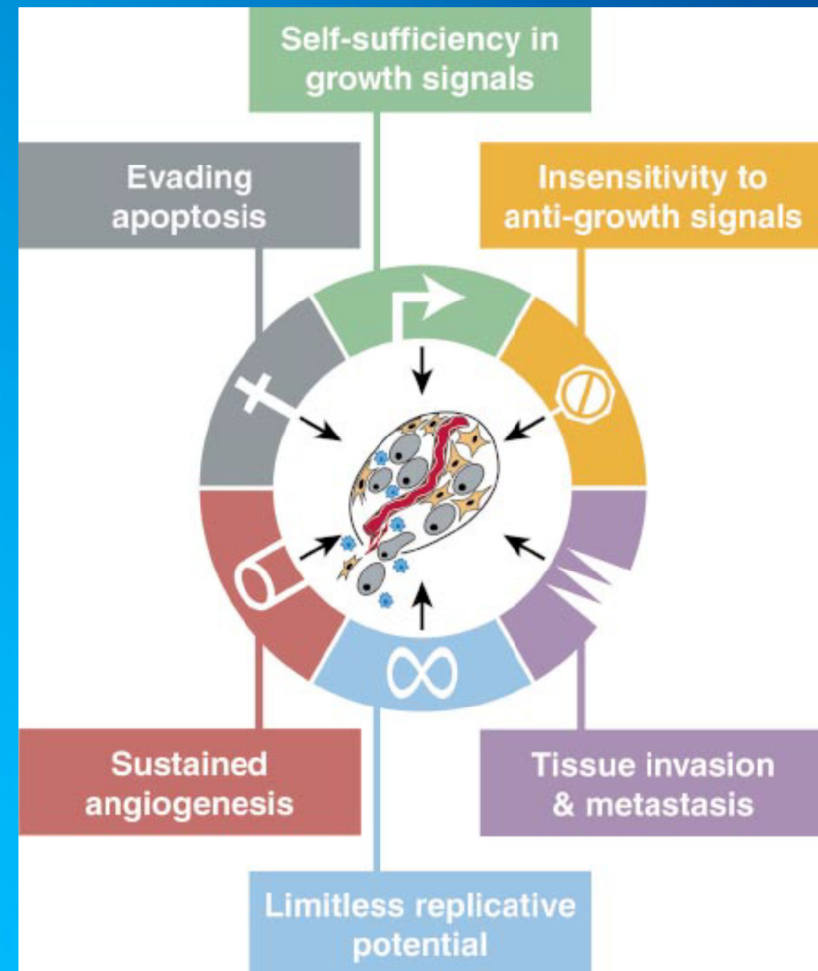 Self-sufficiency in
growth signals
Evading
apoptosis
Insensitivity to
anti-growth signals
Sustained
angiogenesis
Tissue invasion
& metastasis
Limitless replicative
potential